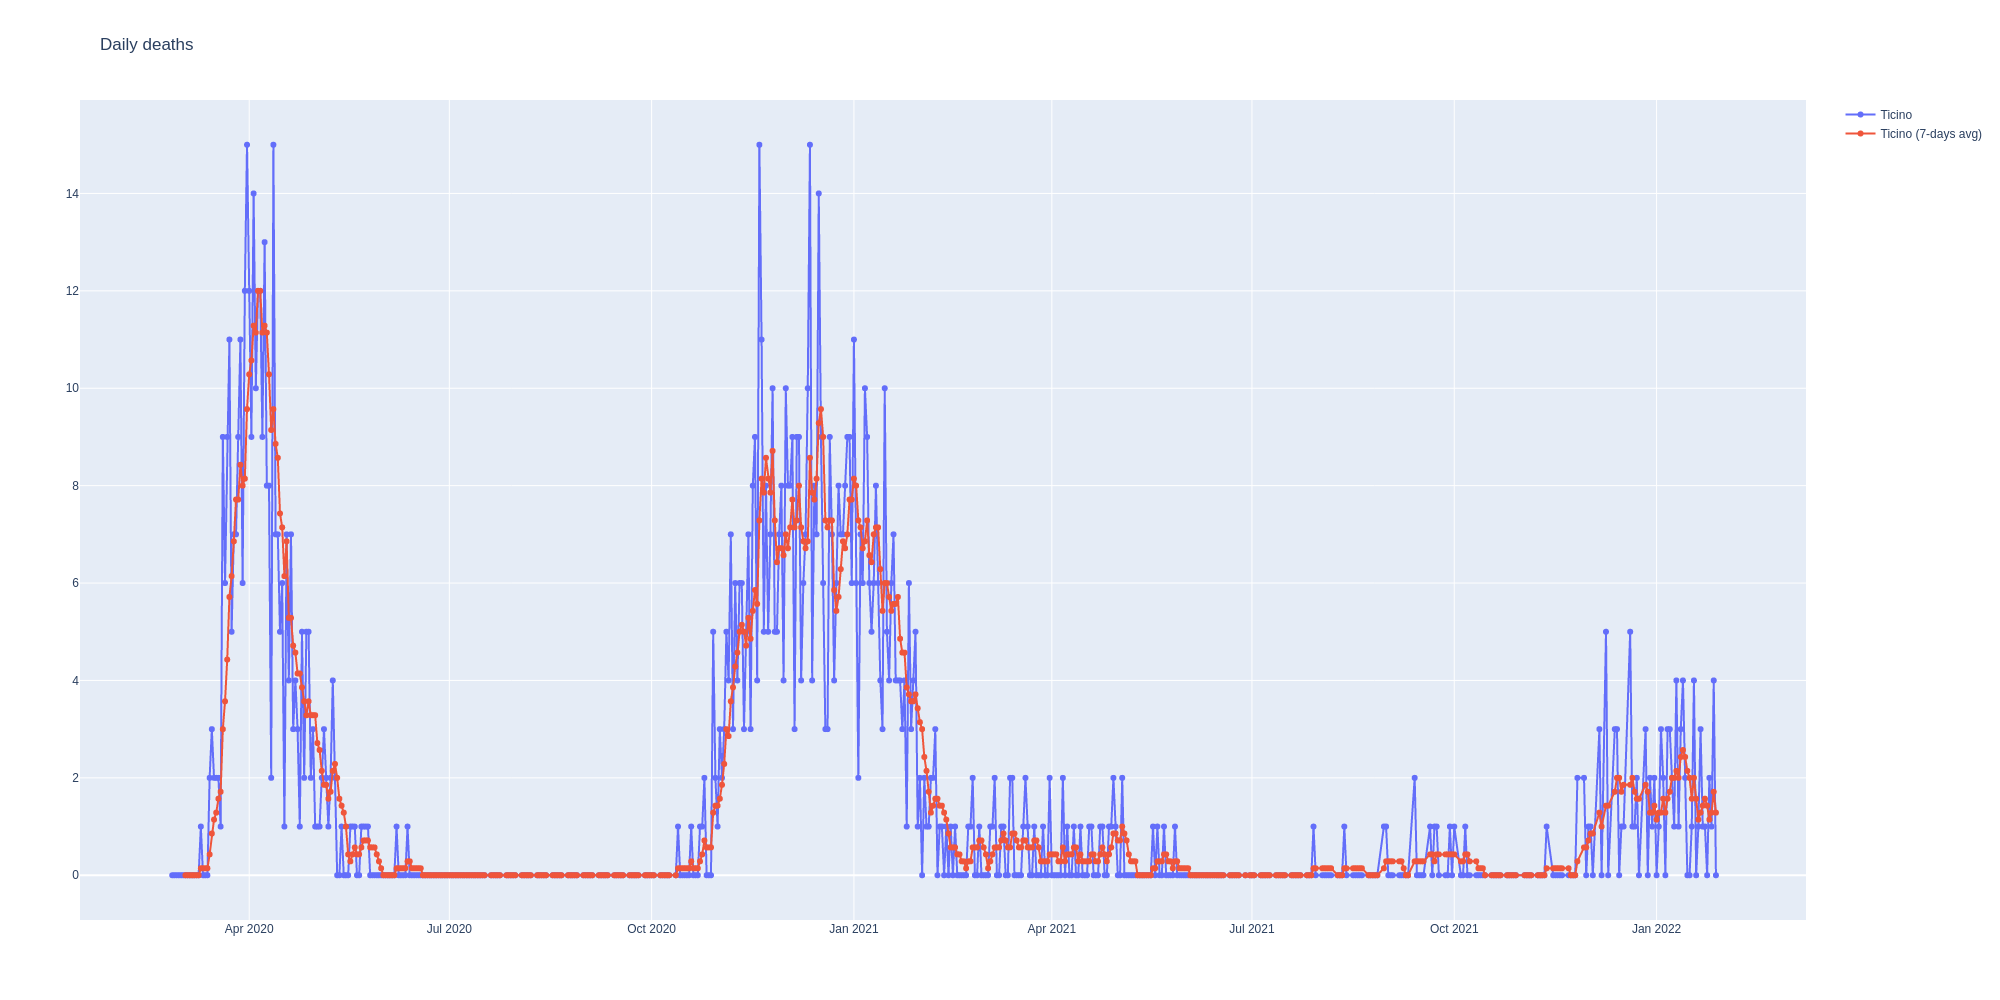 Daily deaths
Ticino
Ticino (7-days avg)
14
12
10
8
6
4
2
0
Apr 2020
Jul 2020
Oct 2020
Jan 2021
Apr 2021
Jul 2021
Oct 2021
Jan 2022